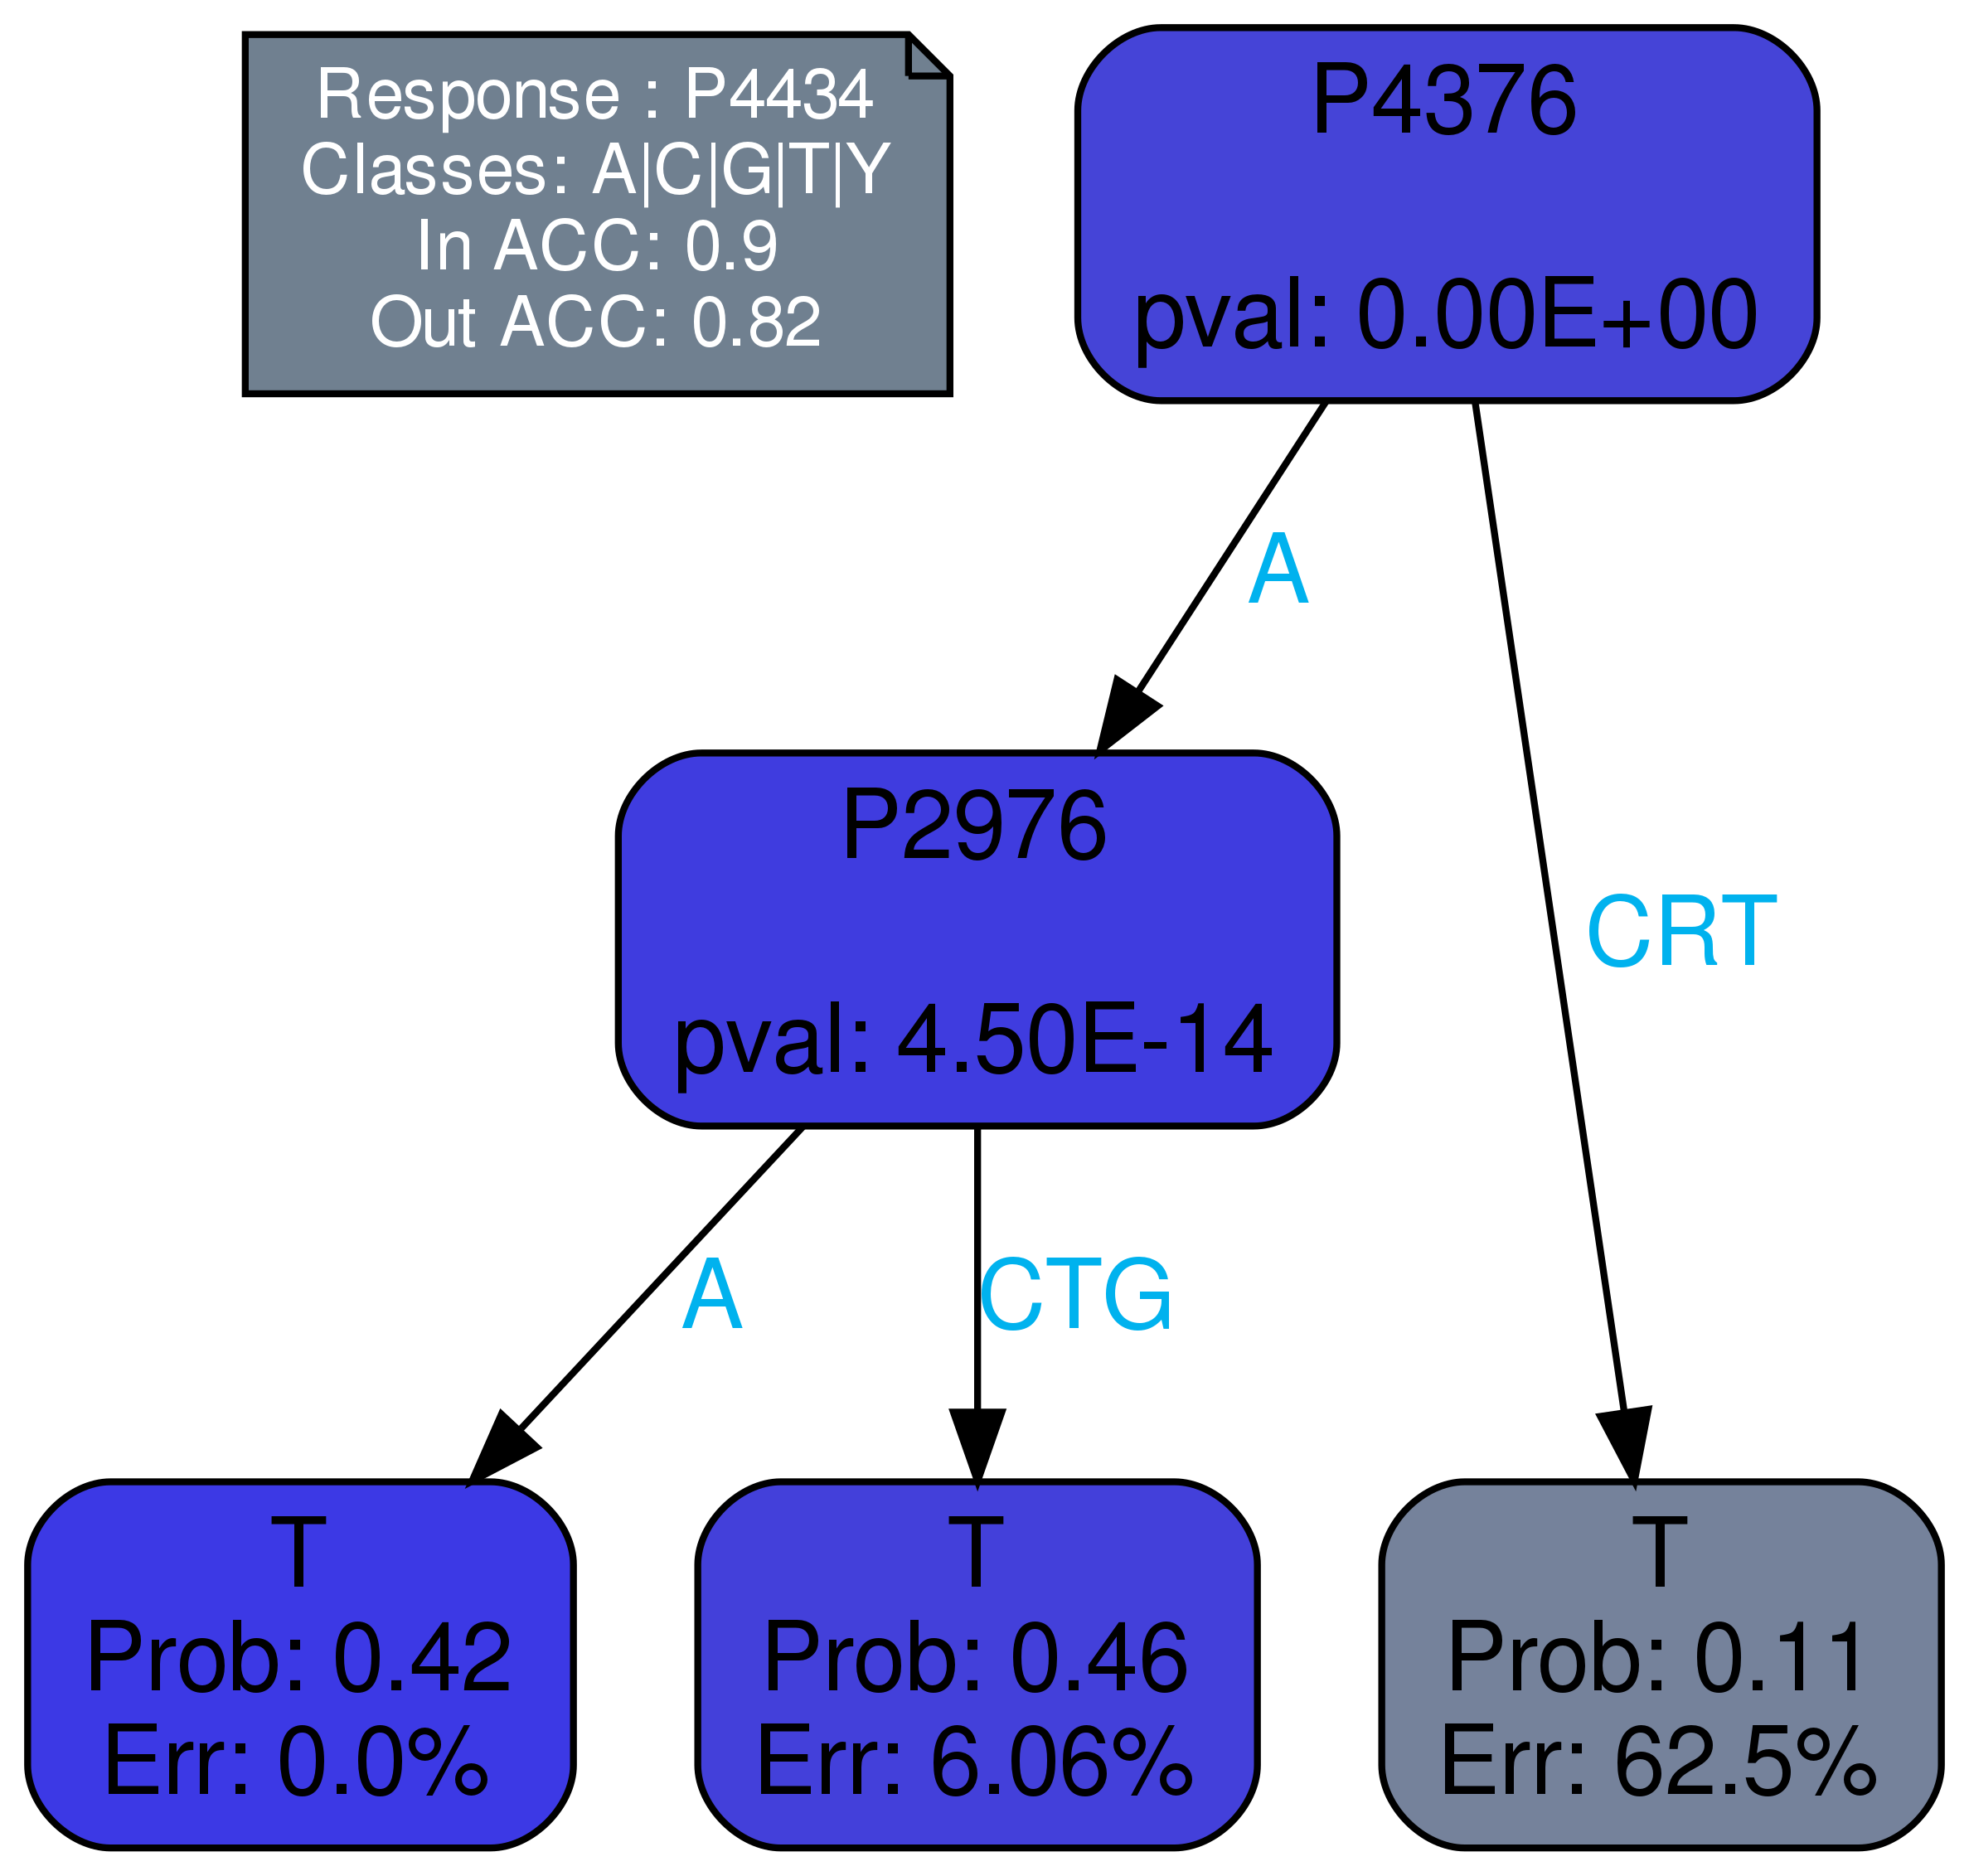 Response : P4434
Classes: A|C|G|T|Y
In ACC: 0.9
Out ACC: 0.82
P4376
pval: 0.00E+00
A
CRT
P2976
pval: 4.50E-14
A
CTG
T
Prob: 0.42
Err: 0.0%
T
Prob: 0.46
Err: 6.06%
T
Prob: 0.11
Err: 62.5%